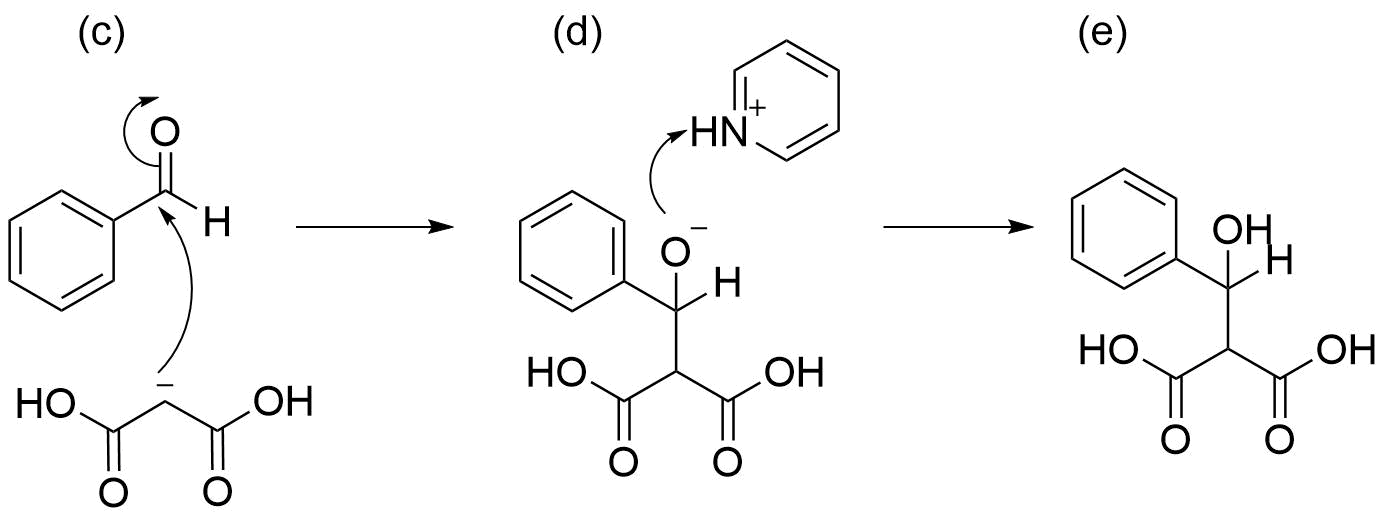 (c) (d) (e)
O
H
HO − OH
O O
HN+
O−
H
HO OH
O O
OH
H
HO OH
O O